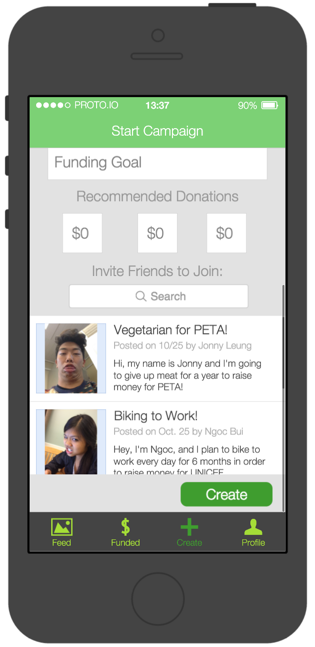 PROTO.IO 13:37 90%
Start Campaign
Funding Goal
Recommended Donations
$0 $0 $0
Invite Friends to Join:
Search
Vegetarian for PETA!
Posted on 10/25 by Jonny Leung
Hi, my name is Jonny and I'm going
to give up meat for a year to raise
money for PETA!
Biking to Work!
Posted on Oct. 25 by Ngoc Bui
Hey, I'm Ngoc, and I plan to bike to
work every day for 6 months in order
to raise money for UNICEF
Create
Feed Funded Create Profile